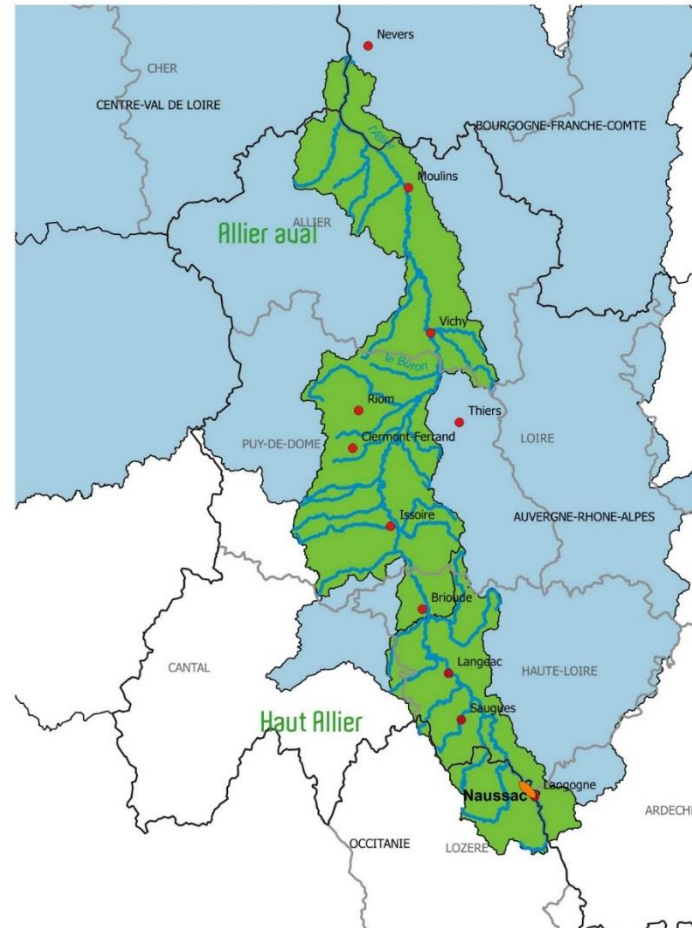 Nevers
CHER
CENTRE-VAL DE LOIRE
BOURGOGNE-FRANCHE-COMTE
l'Allier
Moulins
ALLIER
Allier aval
Vichy
le Buron
Riom
Thiers
PUY-DE-DOME
Clermont-Ferrand
LOIRE
AUVERGNE-RHONE-ALPES
Issoire
Brioude
CANTAL
Langeac
HAUTE-LOIRE
Haut Allier
Saugues
Naussac
Langogne
ARDECHE
OCCITANIE
LOZERE